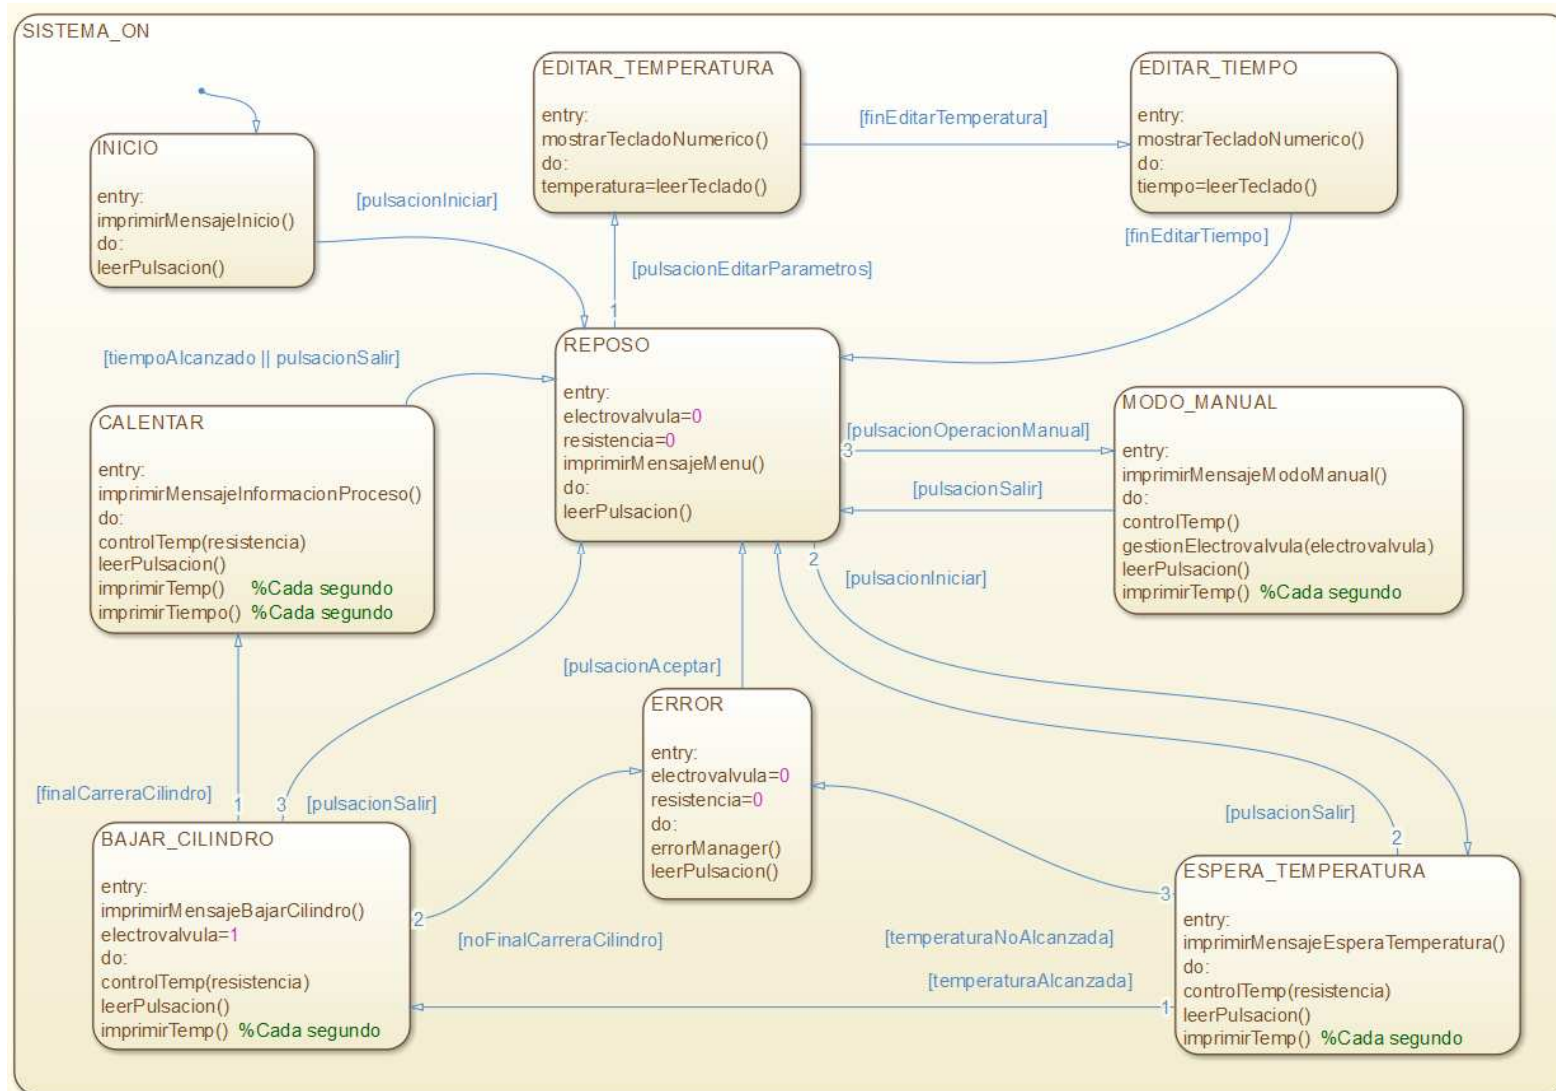 SISTEMA_ON
EDITAR_TEMPERATURA
entry:
mostrarTecladoNumerico()
do:
temperatura=leerTeclado()
[finEditarTemperatura]
EDITAR_TIEMPO
entry:
mostrarTecladoNumerico()
do:
tiempo=leerTeclado()
INICIO
entry:
imprimirMensajeInicio()
do:
leerPulsacion()
[pulsacionIniciar]
[finEditarTiempo]
[pulsacionEditarParametros]
1
[tiempoAlcanzado || pulsacionSalir]
REPOSO
entry:
electrovalvula=0
resistencia=0
imprimirMensajeMenu()
do:
leerPulsacion()
[pulsacionOperacionManual]
3
[pulsacionSalir]
MODO_MANUAL
entry:
imprimirMensajeModoManual()
do:
controlTemp()
gestionElectrovalvula(electrovalvula)
leerPulsacion()
imprimirTemp() %Cada segundo
CALENTAR
entry:
imprimirMensajeInformacionProceso()
do:
controlTemp(resistencia)
leerPulsacion()
imprimirTemp() %Cada segundo
imprimirTiempo() %Cada segundo
2
[pulsacionIniciar]
[pulsacionAceptar]
ERROR
entry:
electrovalvula=0
resistencia=0
do:
errorManager()
leerPulsacion()
[finalCarreraCilindro]
1
3
[pulsacionSalir]
BAJAR_CILINDRO
entry:
imprimirMensajeBajarCilindro()
electrovalvula=1
do:
controlTemp(resistencia)
leerPulsacion()
imprimirTemp() %Cada segundo
2
[noFinalCarreraCilindro]
[pulsacionSalir]
2
3
[temperaturaNoAlcanzada]
[temperaturaAlcanzada]
1
ESPERA_TEMPERATURA
entry:
imprimirMensajeEsperaTemperatura()
do:
controlTemp(resistencia)
leerPulsacion()
imprimirTemp() %Cada segundo